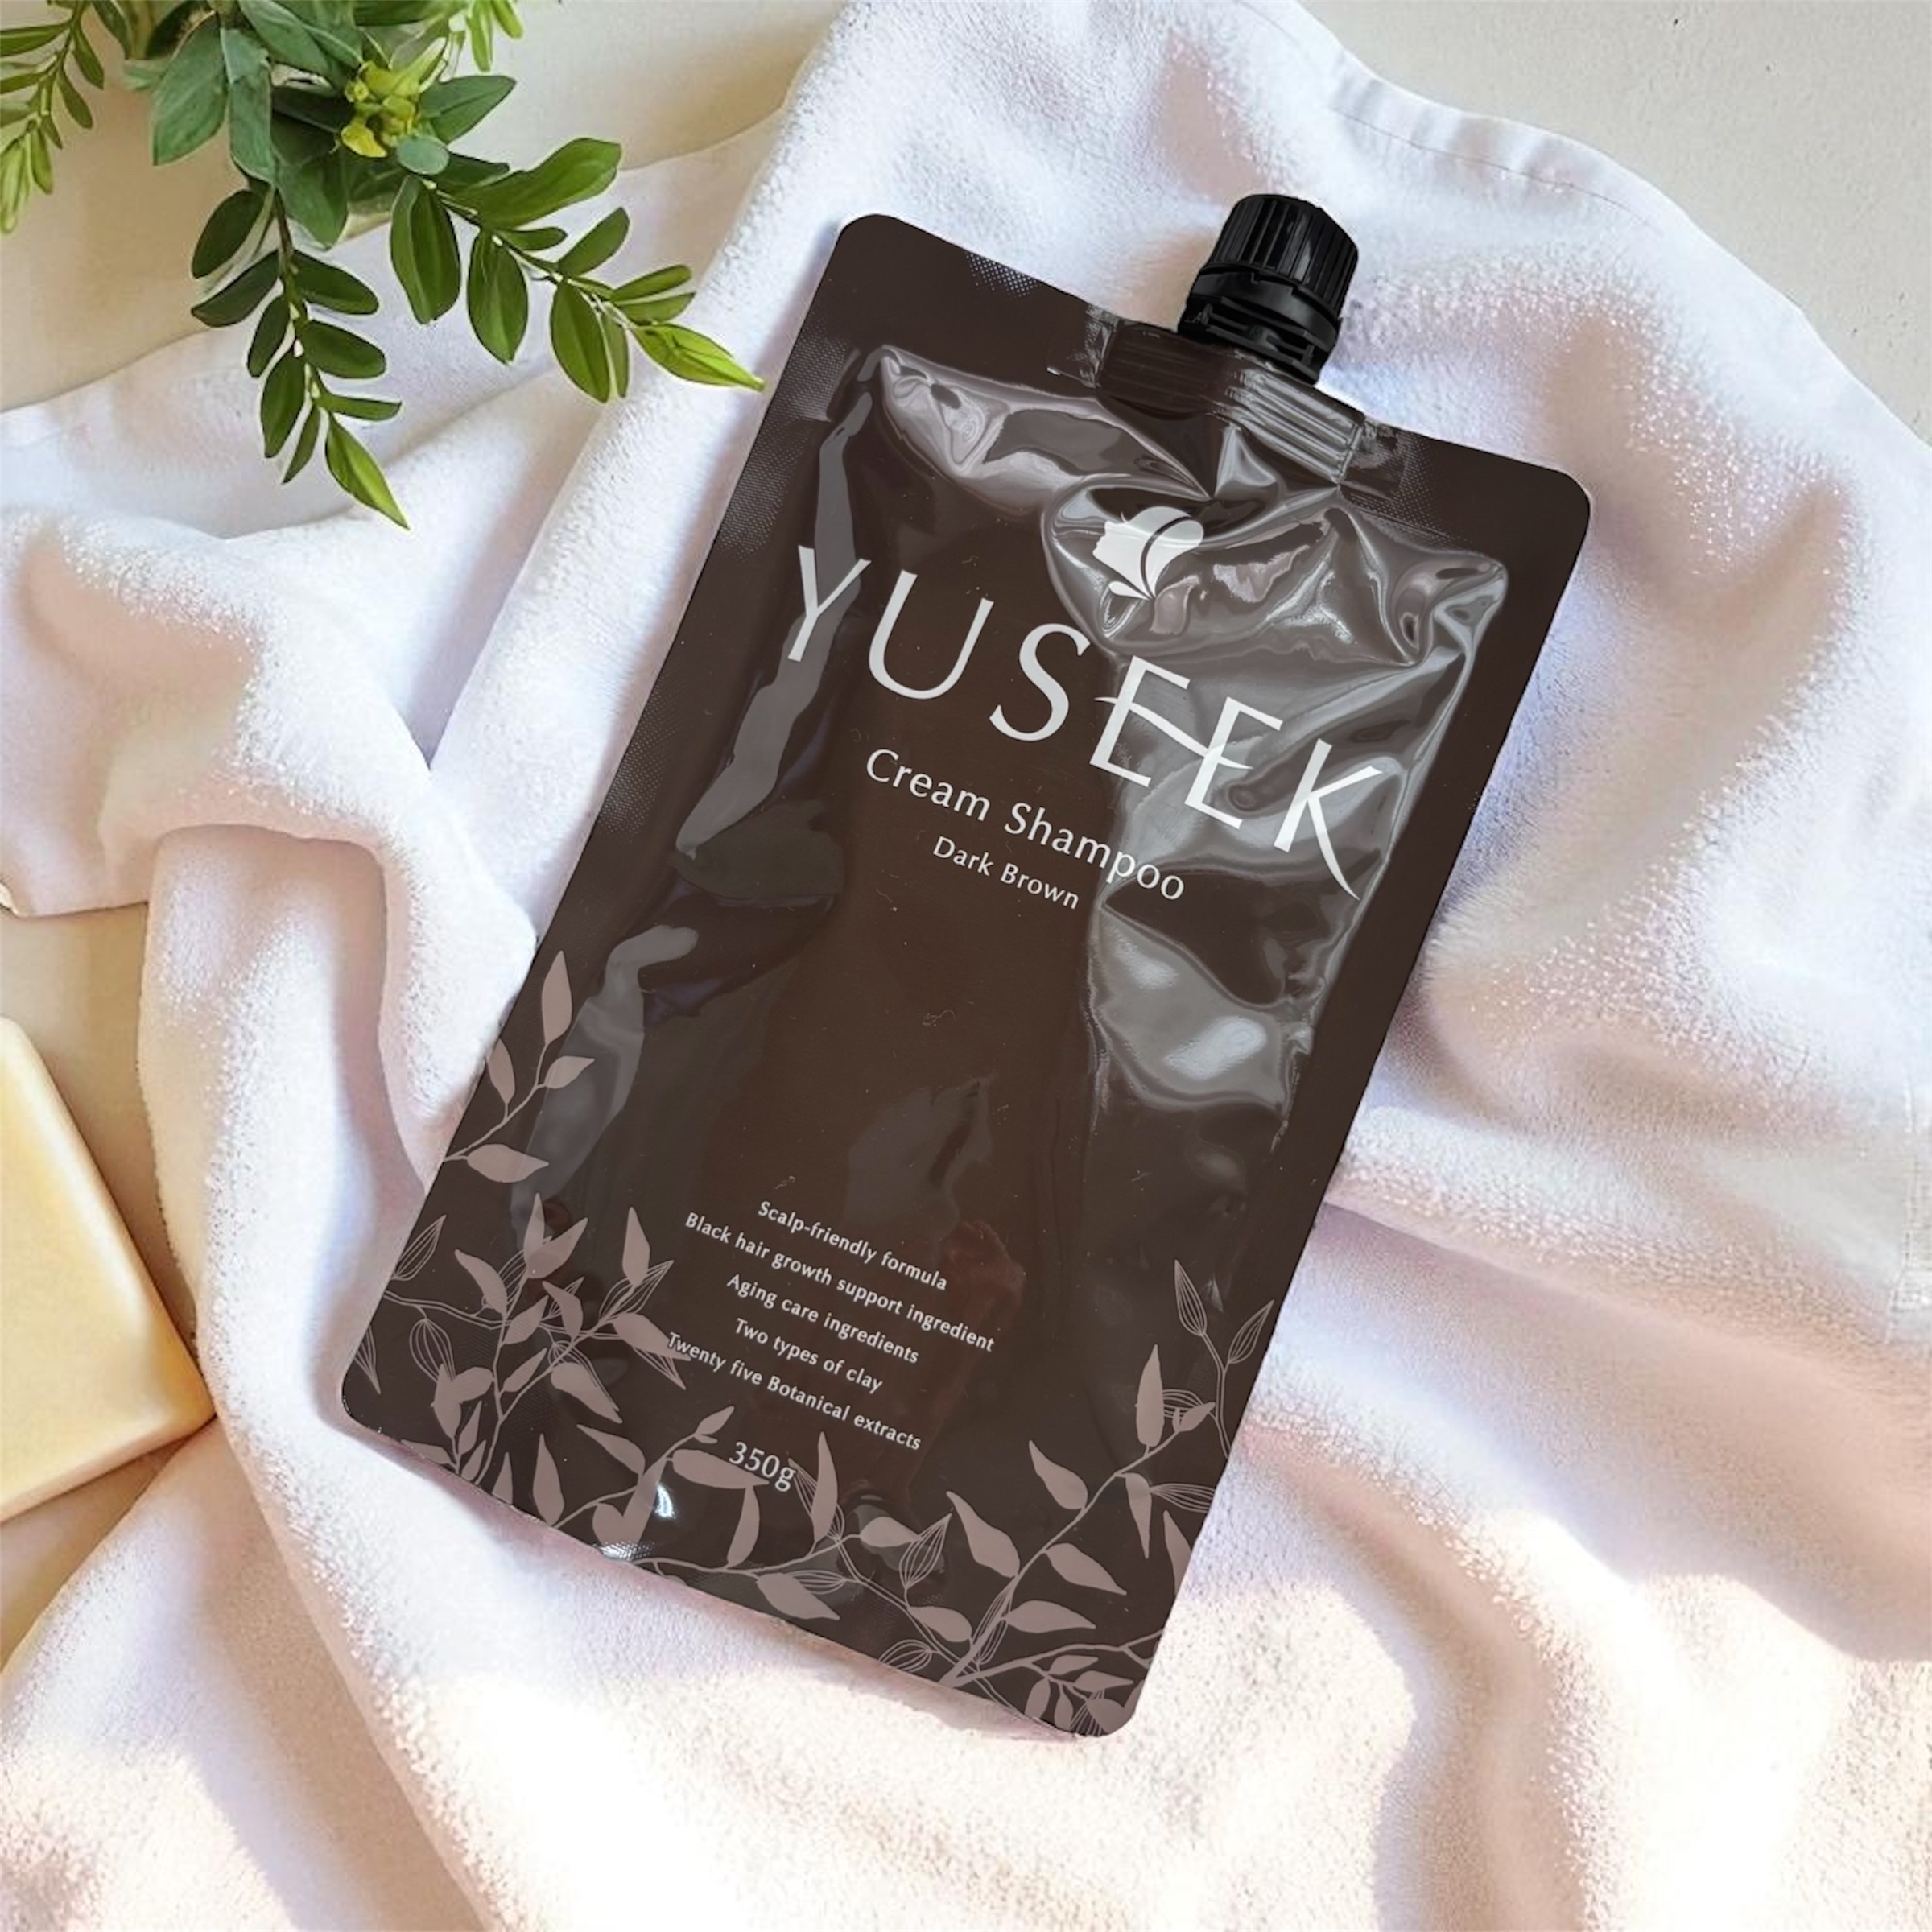 YUSEEK
Cream Shampoo
Dark Brown
Scalp-friendly formula
Black hair growth support ingredient
Aging care ingredients
Two types of clay
Twenty five Botanical extracts
350g